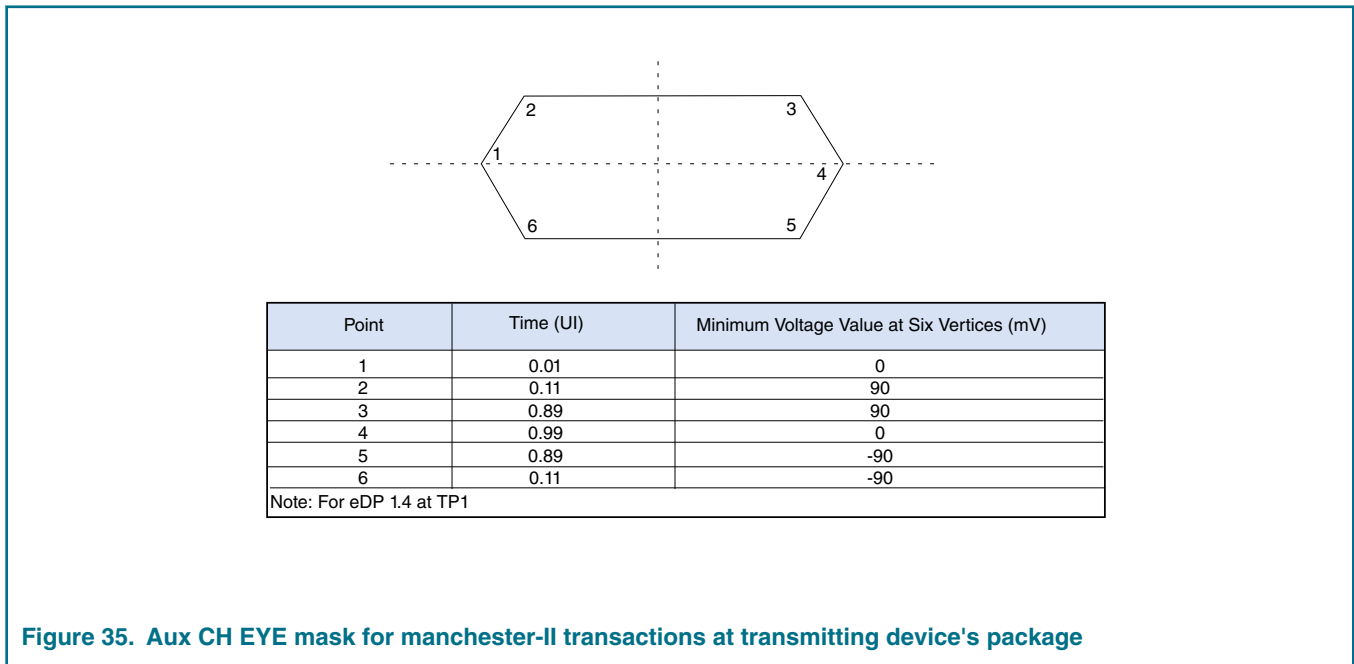 2
3
1
4
6
5
Point Time (UI) Minimum Voltage Value at Six Vertices (mV)
1 0.01 0
2 0.11 90
3 0.89 90
4 0.99 0
5 0.89 -90
6 0.11 -90
Note: For eDP 1.4 at TP1
Figure 35. Aux CH EYE mask for manchester-II transactions at transmitting device's package